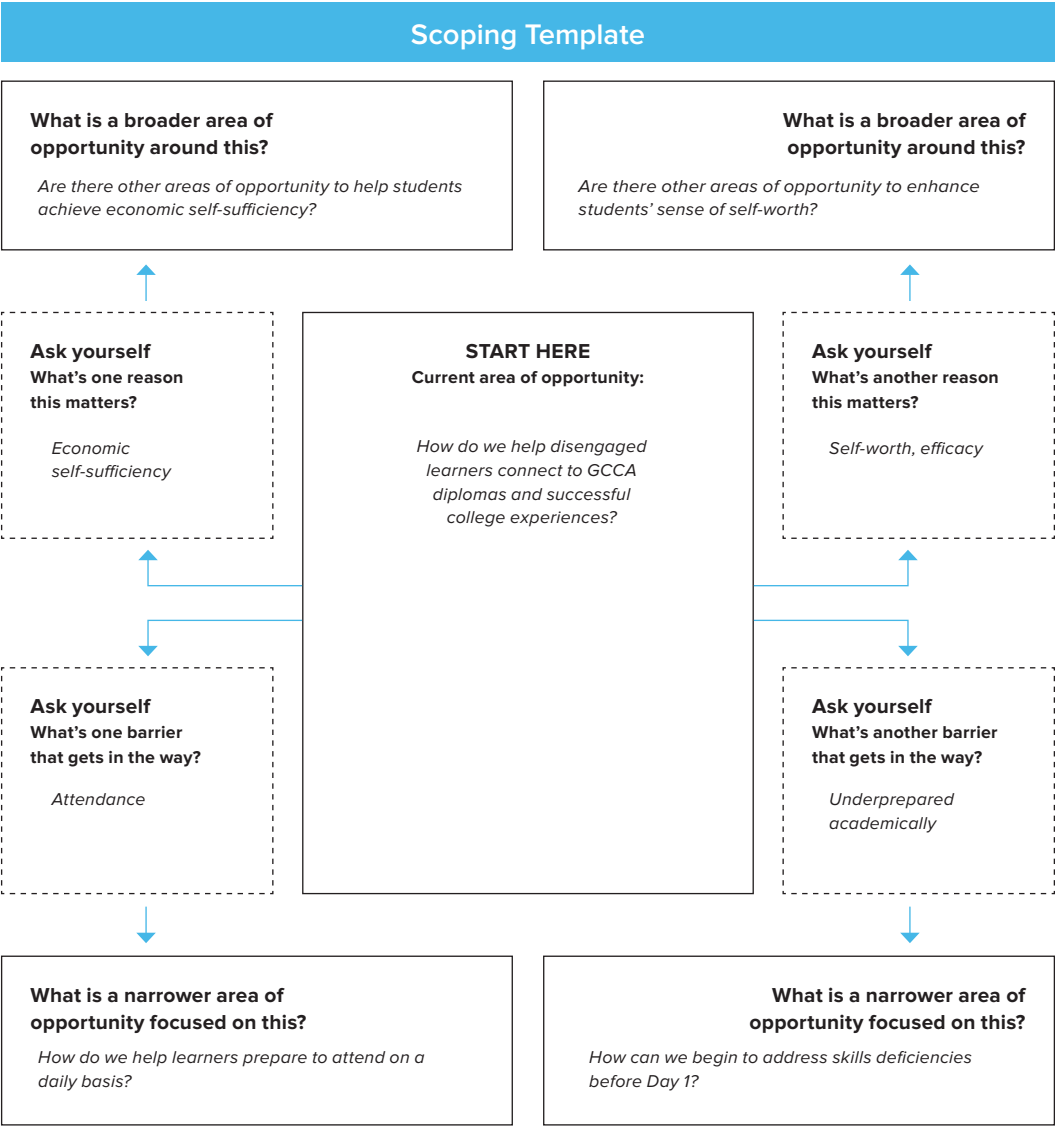 Scoping Template
What is a broader area of
opportunity around this?
Are there other areas of opportunity to help students
achieve economic self-sufficiency?
What is a broader area of
opportunity around this?
Are there other areas of opportunity to enhance
students’ sense of self-worth?
Ask yourself
What’s one reason
this matters?
Economic
self-sufficiency
START HERE
Current area of opportunity:
How do we help disengaged
learners connect to GCCA
diplomas and successful
college experiences?
Ask yourself
What’s another reason
this matters?
Self-worth, efficacy
Ask yourself
What’s one barrier
that gets in the way?
Attendance
Ask yourself
What’s another barrier
that gets in the way?
Underprepared
academically
What is a narrower area of
opportunity focused on this?
How do we help learners prepare to attend on a
daily basis?
What is a narrower area of
opportunity focused on this?
How can we begin to address skills deficiencies
before Day 1?